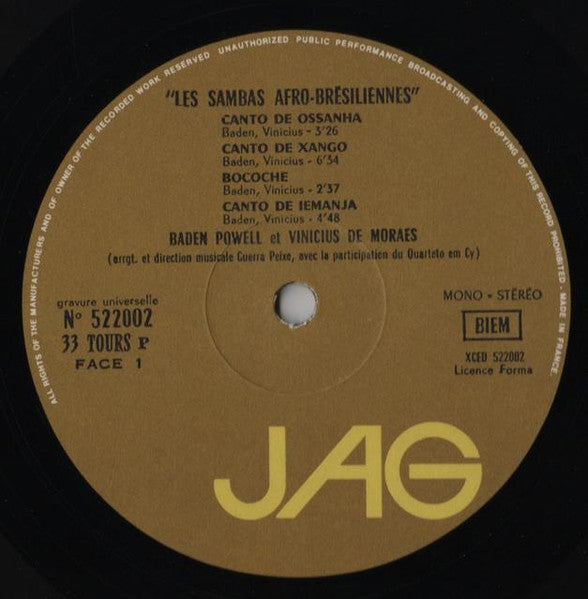 ALL RIGHTS OF THE MANUFACTURERS AND OF OWNER OF THE RECORDED WORK RESERVED UNAUTHORIZED PUBLIC PERFORMANCE BROADCASTING AND COPYING OF THIS RECORD PROHIBITED - MADE IN FRANCE.
"LES SAMBAS AFRO-BRÉSILIENNES"
CANTO DE OSSANHA
Baden, Vinicius - 3'26
CANTO DE XANGO
Baden, Vinicius - 6'34
BOCOCHE
Baden, Vinicius - 2'37
CANTO DE IEMANJA
Baden, Vinicius - 4'48
BADEN POWELL et VINICIUS DE MORAES
(arrgt. et direction musicale Guerra Peixe, avec la participation du Quarteto em Cy)
gravure universelle
N° 522002
33 TOURS P
FACE 1
MONO - STÉRÉO
BIEM
XCED 522002
Licence Forma
JAG